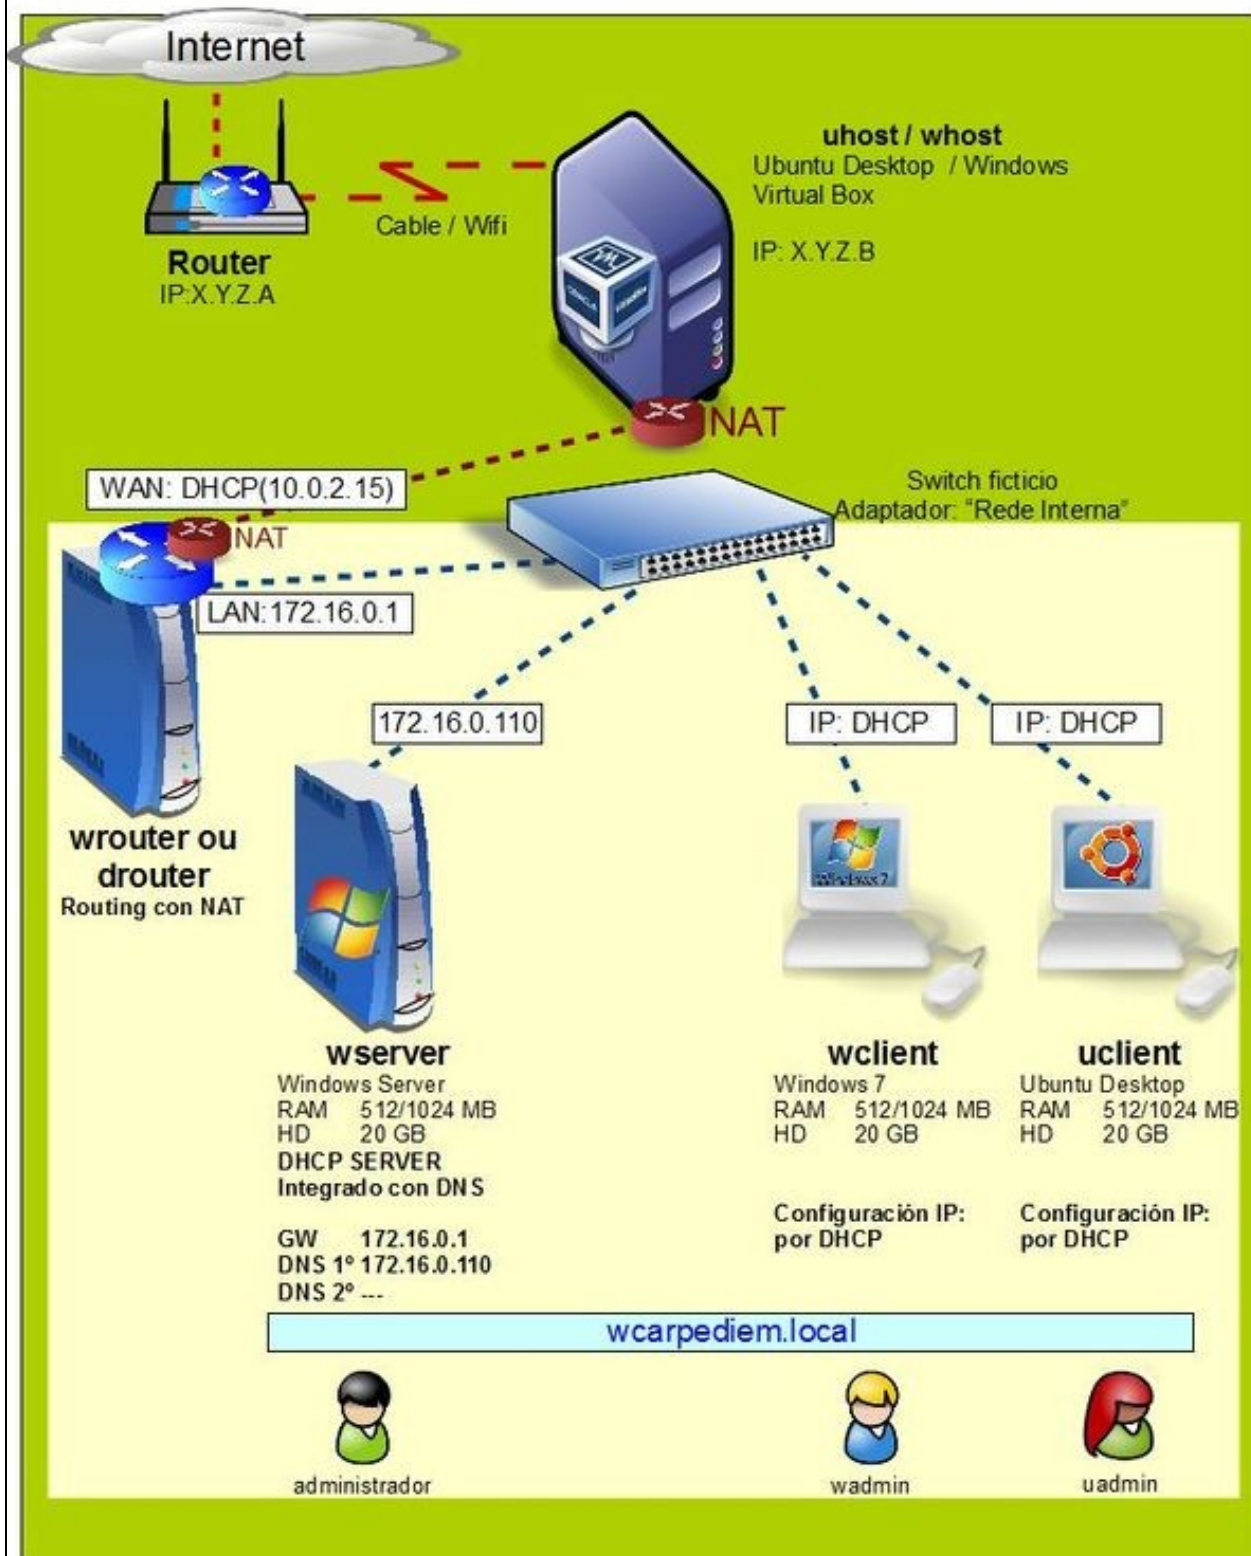 Internet
uhost / whost
Ubuntu Desktop / Windows
Virtual Box
IP: X.Y.Z.B
Cable / Wifi
Router
IP:X.Y.Z.A
NAT
WAN: DHCP(10.0.2.15)
Switch ficticio
Adaptador: "Rede Interna"
NAT
LAN:172.16.0.1
172.16.0.110
IP: DHCP
IP: DHCP
wrouter ou
drouter
Routing con NAT
Windows 7
wserver
Windows Server
RAM 512/1024 MB
HD 20 GB
DHCP SERVER
Integrado con DNS
GW 172.16.0.1
DNS 1º 172.16.0.110
DNS 2º ---
wclient
Windows 7
RAM 512/1024 MB
HD 20 GB
Configuración IP:
por DHCP
uclient
Ubuntu Desktop
RAM 512/1024 MB
HD 20 GB
Configuración IP:
por DHCP
wcarpediem.local
administrador
wadmin
uadmin